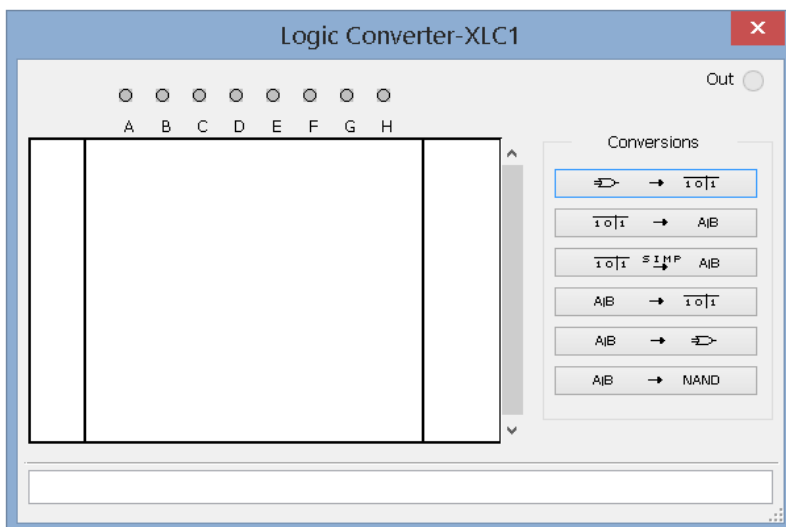 Logic Converter-XLC1
x
Out
A B C D E F G H
Conversions
→ 1 0 1
1 0 1 → A|B
1 0 1 SIMP → A|B
A|B → 1 0 1
A|B →
A|B → NAND